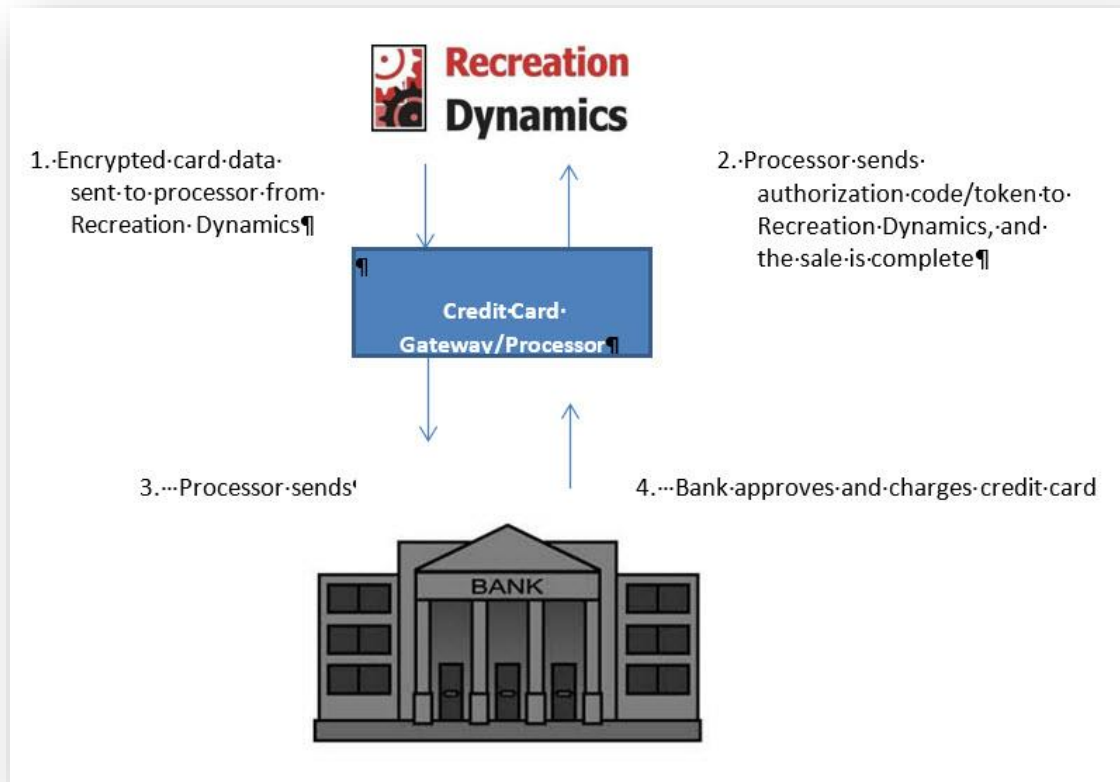 Recreation
Dynamics
1.·Encrypted·card·data·
sent·to·processor·from·
Recreation·Dynamics¶
2.·Processor·sends·
authorization·code/token·to·
Recreation·Dynamics,·and·
the·sale·is·complete¶
¶
Credit·Card·
Gateway/Processor¶
3.···Processor·sends
4.···Bank·approves·and·charges·credit·card
BANK